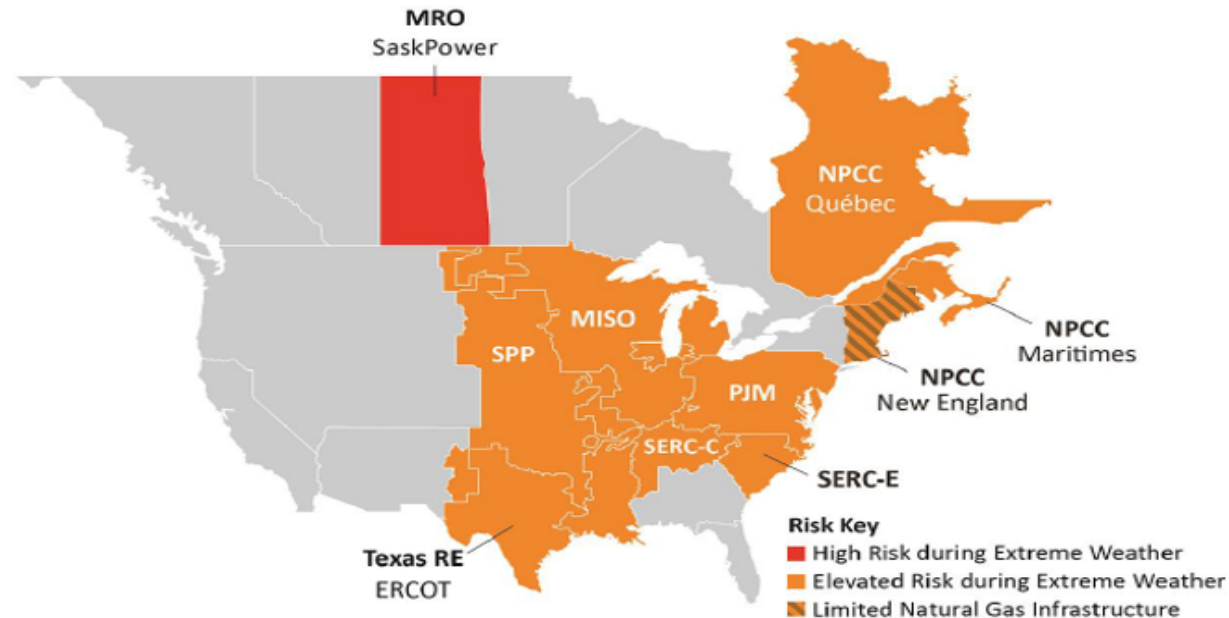 MRO
SaskPower
NPCC
Québec
MISO
SPP
PJM
NPCC
Maritimes
NPCC
New England
SERC-C
SERC-E
Texas RE
ERCOT
Risk Key
High Risk during Extreme Weather
Elevated Risk during Extreme Weather
Limited Natural Gas Infrastructure